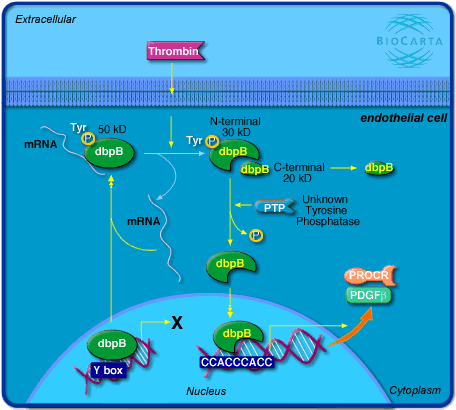 Extracellular
BIOCARTA
Thrombin
endothelial cell
Tyr
P
50 kD
dbpB
mRNA
N-terminal
30 kD
Tyr
P
dbpB
dbpB
C-terminal
20 kD
dbpB
mRNA
PTP
Unknown
Tyrosine
Phosphatase
P
dbpB
PROCR
PDGFβ
dbpB
Y box
X
dbpB
CCACCCACC
Nucleus
Cytoplasm